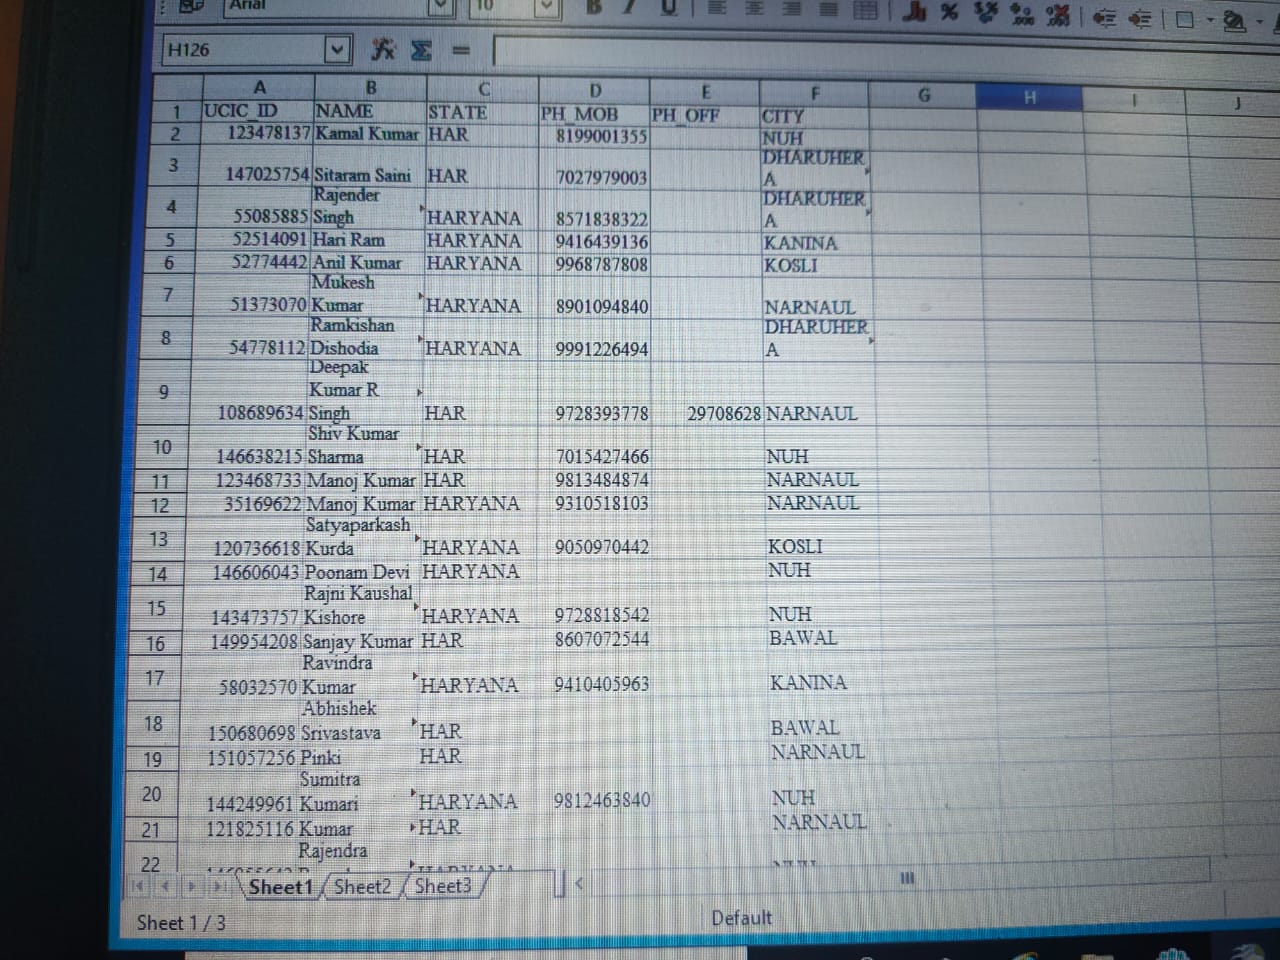 Arial 10 B I U
H126
A B C D E F G H I J
1 UCIC_ID NAME STATE PH_MOB PH_OFF CITY
2 123478137 Kamal Kumar HAR 8199001355 NUH
3 147025754 Sitaram Saini HAR 7027979003 DHARUHERA
4 55085885 Rajender Singh HARYANA 8571838322 DHARUHERA
5 52514091 Hari Ram HARYANA 9416439136 KANINA
6 52774442 Anil Kumar HARYANA 9968787808 KOSLI
7 51373070 Mukesh Kumar HARYANA 8901094840 NARNAUL
8 54778112 Ramkishan Dishodia HARYANA 9991226494 DHARUHERA
9 108689634 Deepak Kumar R Singh HAR 9728393778 29708628 NARNAUL
10 146638215 Shiv Kumar Sharma HAR 7015427466 NUH
11 123468733 Manoj Kumar HAR 9813484874 NARNAUL
12 35169622 Manoj Kumar HARYANA 9310518103 NARNAUL
13 120736618 Satyaparkash Kurda HARYANA 9050970442 KOSLI
14 146606043 Poonam Devi HARYANA NUH
15 143473757 Rajni Kaushal Kishore HARYANA 9728818542 NUH
16 149954208 Sanjay Kumar HAR 8607072544 BAWAL
17 58032570 Ravindra Kumar HARYANA 9410405963 KANINA
18 150680698 Abhishek Srivastava HAR BAWAL
19 151057256 Pinki HAR NARNAUL
20 144249961 Sumitra Kumari HARYANA 9812463840 NUH
21 121825116 Kumar HAR NARNAUL
22 Rajendra
Sheet1 Sheet2 Sheet3
Sheet 1 / 3 Default